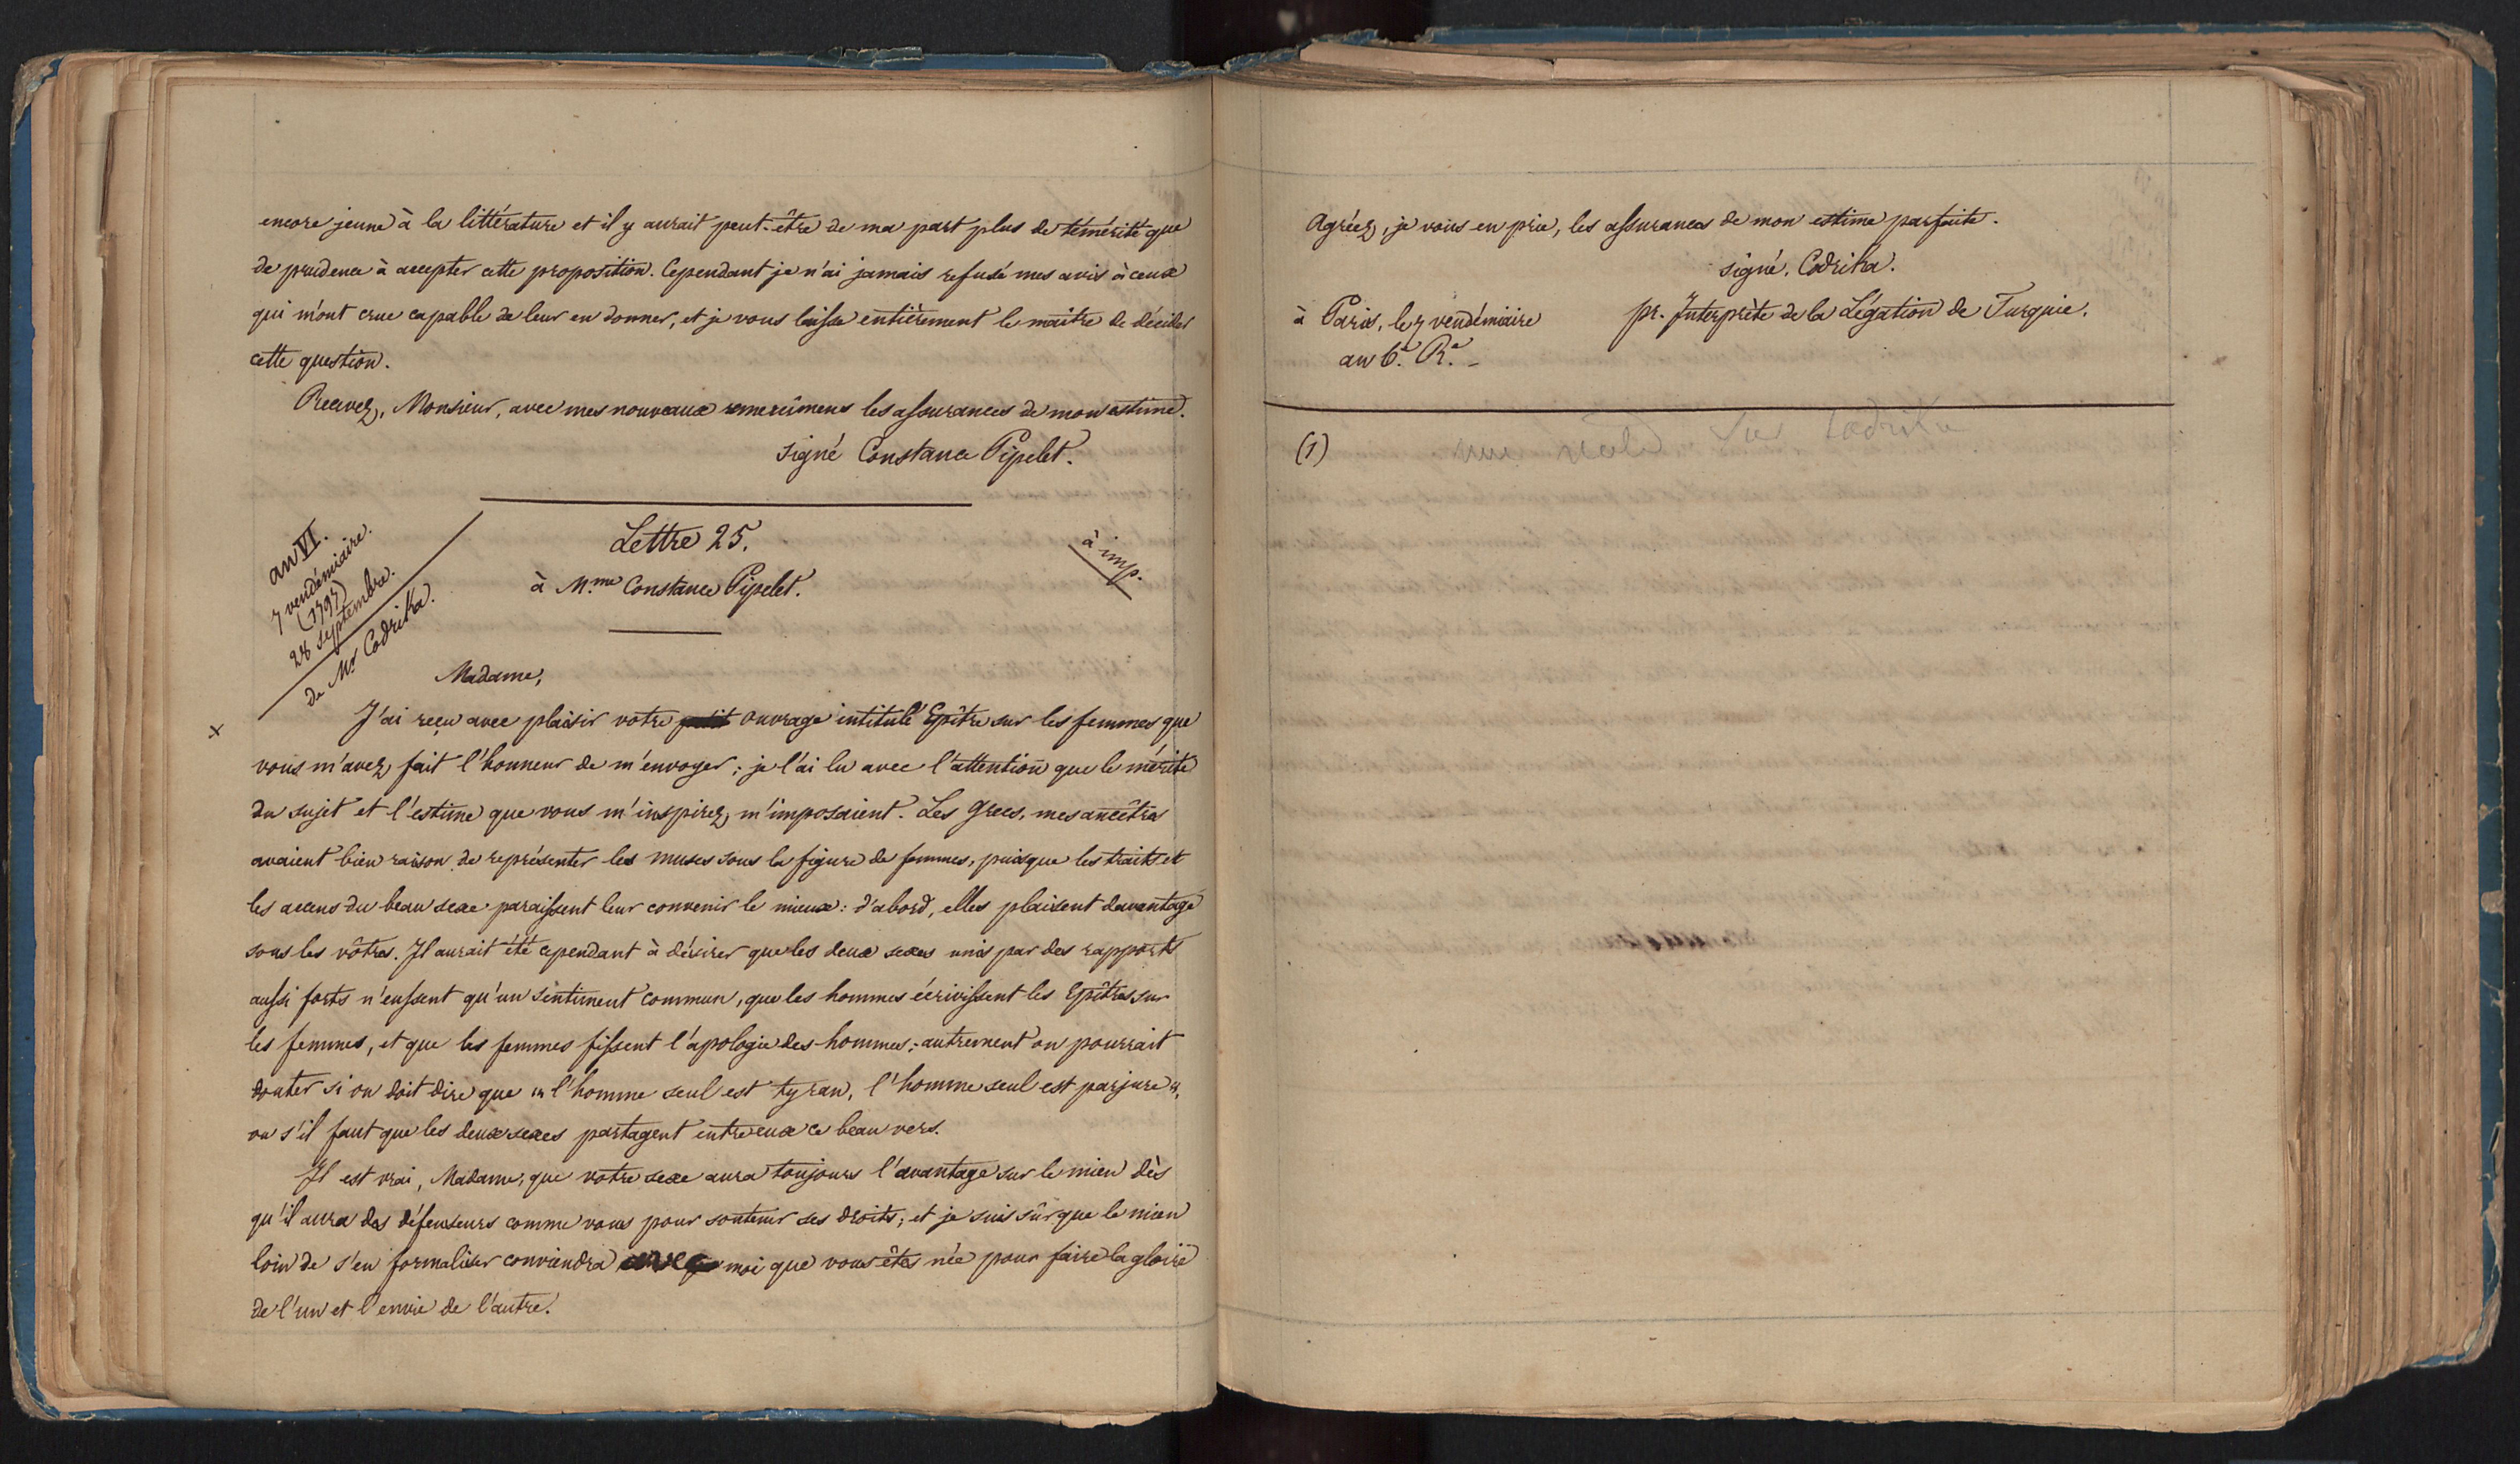 encore jeune à la littérature et il y aurait peut-être de ma part plus de témérité que
de prudence à accepter cette proposition. Cependant je n'ai jamais refusé mes avis à ceux
qui m'ont crue capable de leur en donner, et je vous laisse entièrement le maître de décider
cette question.
Recevez, Monsieur, avec mes nouveaux remercîmens les assurances de mon estime.
signé Constance Pipelet.
an VI.
7 vendémiaire.
(1797)
28 septembre.
de Mr Codrika.
Lettre 25.
à imp.
à M.me Constance Pipelet.
Madame,
x J'ai reçu avec plaisir votre petit ouvrage intitulé Epître sur les femmes que
vous m'avez fait l'honneur de m'envoyer; je l'ai lu avec l'attention que le mérite
du sujet et l'estime que vous m'inspirez, m'imposaient. Les Grecs, mes ancêtres
avaient bien raison de représenter les muses sous la figure de femmes, puisque les traits et
les accens du beau sexe paraissent leur convenir le mieux: d'abord, elles plaisent davantage
sous les vôtres. Il aurait été cependant à désirer que les deux sexes unis par des rapports
aussi forts n'eussent qu'un sentiment commun, que les hommes écrivissent les Epîtres sur
les femmes, et que les femmes fissent l'apologie des hommes; autrement on pourrait
douter si on doit dire que « l'homme seul est tyran, l'homme seul est parjure »,
ou s'il faut que les deux sexes partagent entre eux ce beau vers.
Il est vrai, Madame, que votre sexe aura toujours l'avantage sur le mien dès
qu'il aura des défenseurs comme vous pour soutenir ses droits; et je suis sûr que le mien
loin de s'en formaliser conviendra avec moi que vous êtes née pour faire la gloire
de l'un et l'envie de l'autre.
Agréez, je vous en prie, les assurances de mon estime parfaite.
signé. Codrika.
à Paris, le 7 vendémiaire pr. Interprète de la Légation de Turquie.
an 6.e R.e
(1) une note sur Codrika